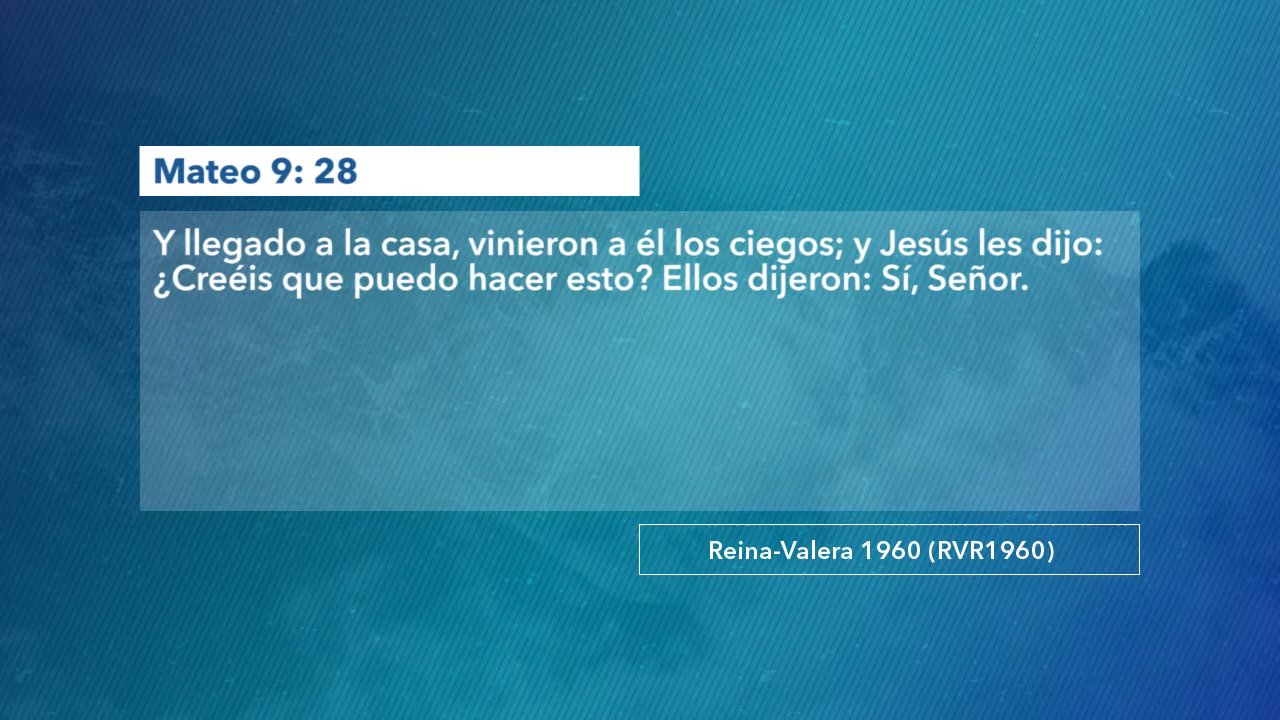 Mateo 9: 28
Y llegado a la casa, vinieron a él los ciegos; y Jesús les dijo:
¿Creéis que puedo hacer esto? Ellos dijeron: Sí, Señor.
Reina-Valera 1960 (RVR1960)